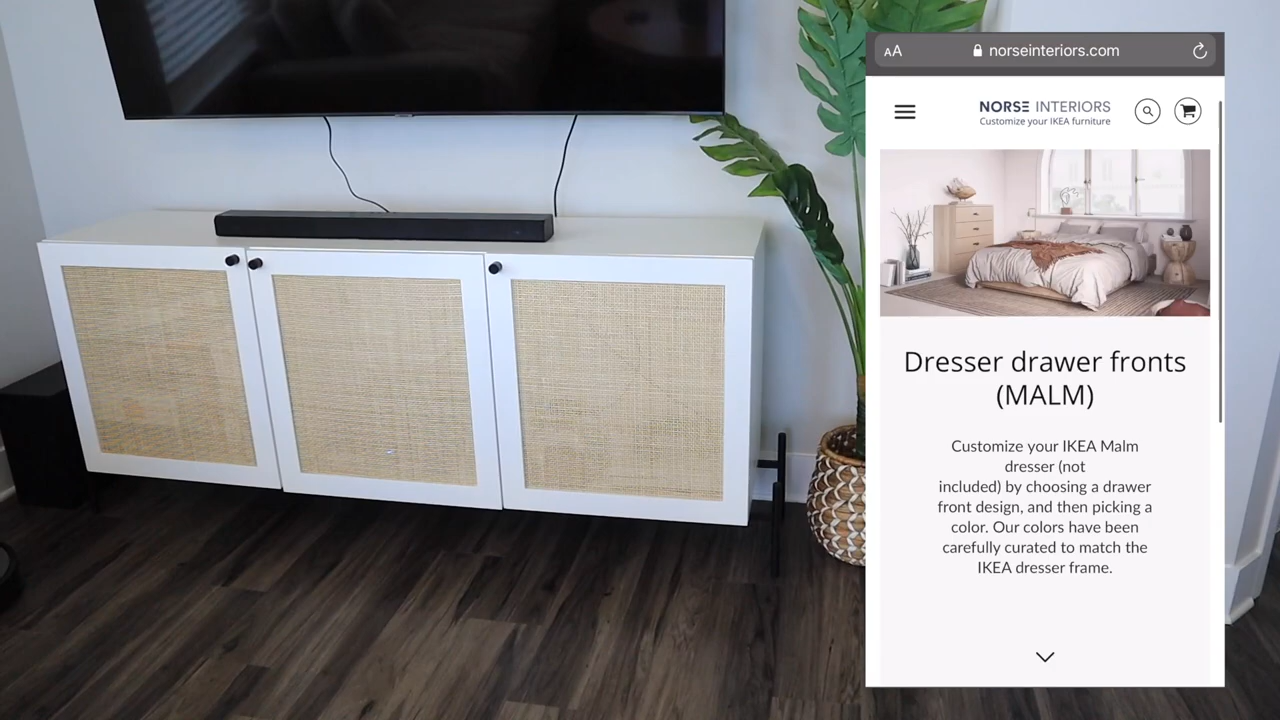 AA norseinteriors.com
NORSE INTERIORS
Customize your IKEA furniture
Dresser drawer fronts
(MALM)
Customize your IKEA Malm
dresser (not
included) by choosing a drawer
front design, and then picking a
color. Our colors have been
carefully curated to match the
IKEA dresser frame.